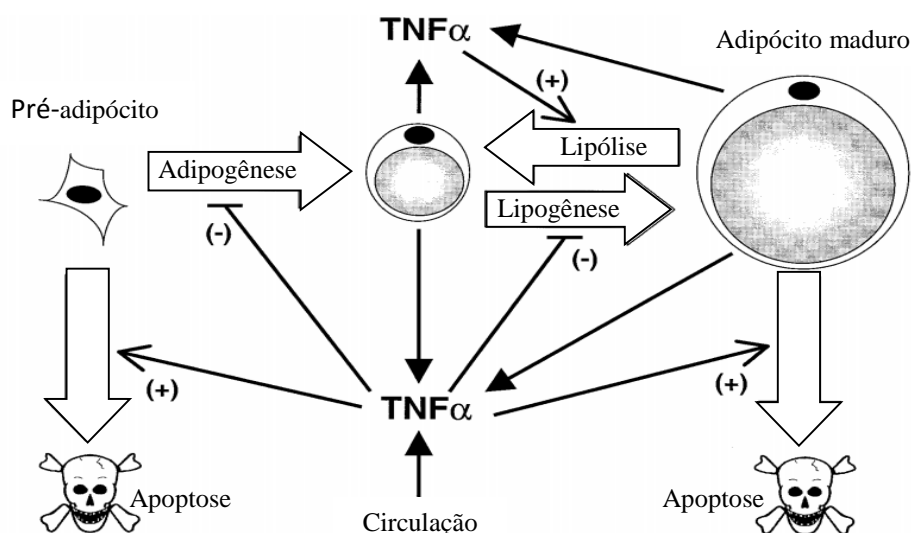 TNFα
Adipócito maduro
(+)
Pré-adipócito
Lipólise
Adipogênese
Lipogênese
(-)
(-)
(+)
(+)
TNFα
Apoptose
Apoptose
Circulação